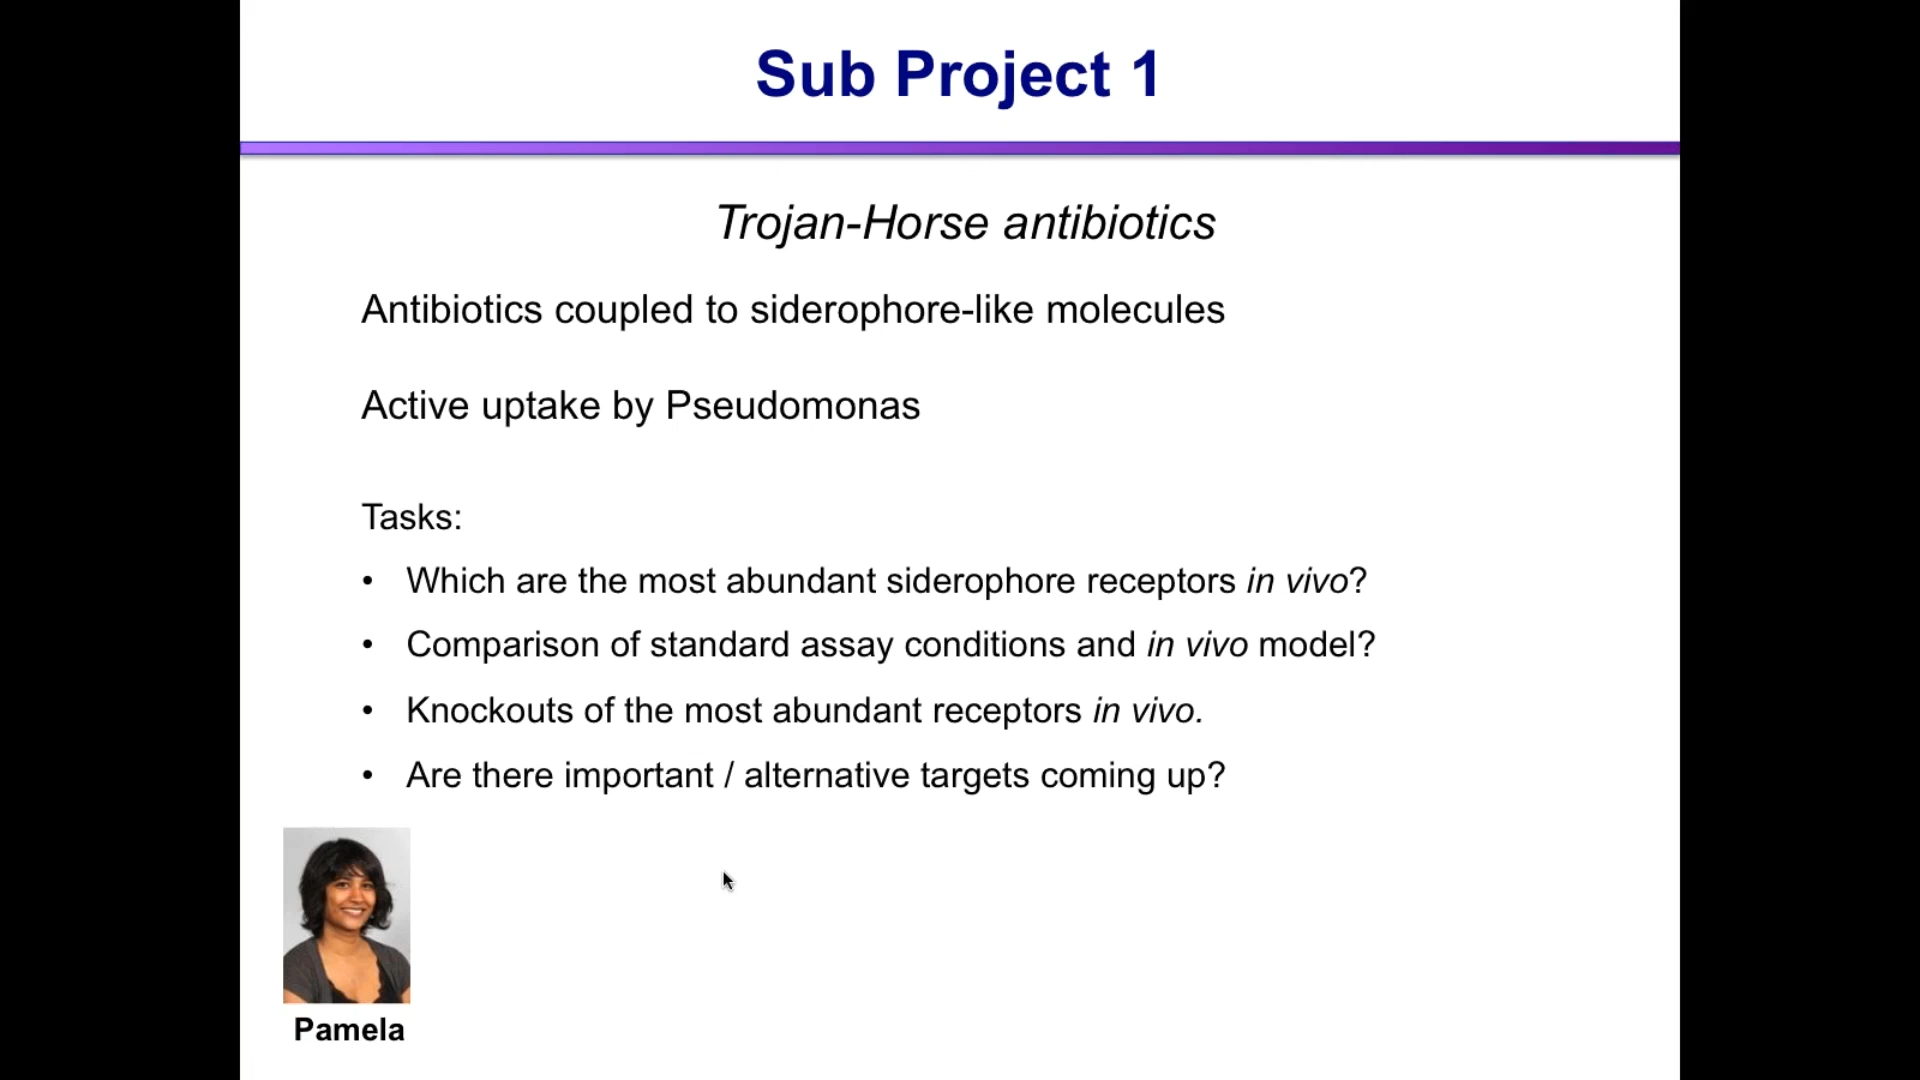 Sub Project 1
Trojan-Horse antibiotics
Antibiotics coupled to siderophore-like molecules
Active uptake by Pseudomonas
Tasks:
• Which are the most abundant siderophore receptors in vivo?
• Comparison of standard assay conditions and in vivo model?
• Knockouts of the most abundant receptors in vivo.
• Are there important / alternative targets coming up?
Pamela